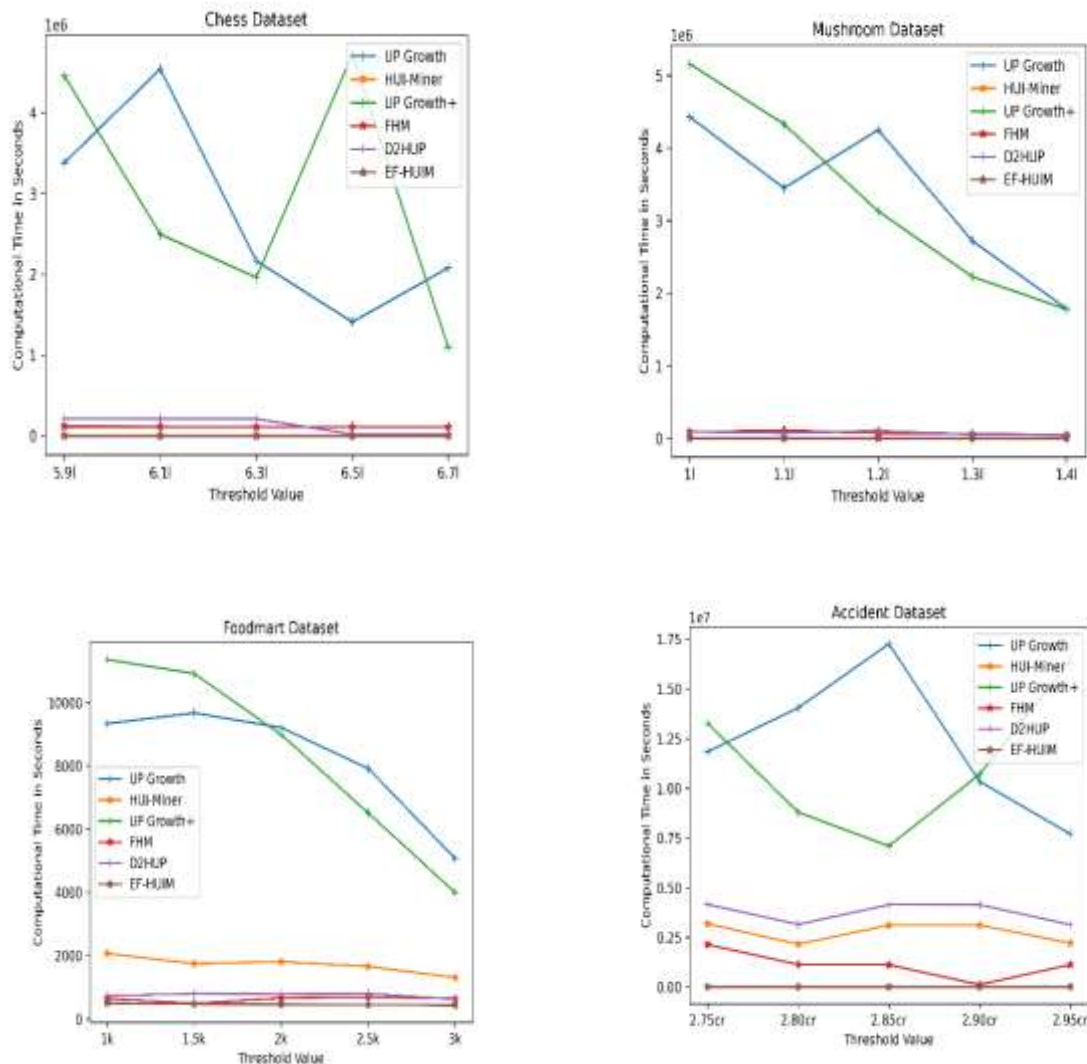 Chess Dataset
1e6
UP Growth
HUI-Miner
UP Growth+
FHM
D2HUP
EF-HUIM
Computational Time in Seconds
4
3
2
1
0
5.9l
6.1l
6.3l
6.5l
6.7l
Threshold Value
Mushroom Dataset
1e6
UP Growth
HUI-Miner
UP Growth+
FHM
D2HUP
EF-HUIM
Computational Time in Seconds
5
4
3
2
1
0
1l
1.1l
1.2l
1.3l
1.4l
Threshold Value
Foodmart Dataset
10000
8000
6000
4000
2000
0
Computational Time in Seconds
UP Growth
HUI-Miner
UP Growth+
FHM
D2HUP
EF-HUIM
1k
1.5k
2k
2.5k
3k
Threshold Value
Accident Dataset
1e7
1.75
1.50
1.25
1.00
0.75
0.50
0.25
0.00
Computational Time in Seconds
UP Growth
HUI-Miner
UP Growth+
FHM
D2HUP
EF-HUIM
2.75cr
2.80cr
2.85cr
2.90cr
2.95cr
Threshold Value